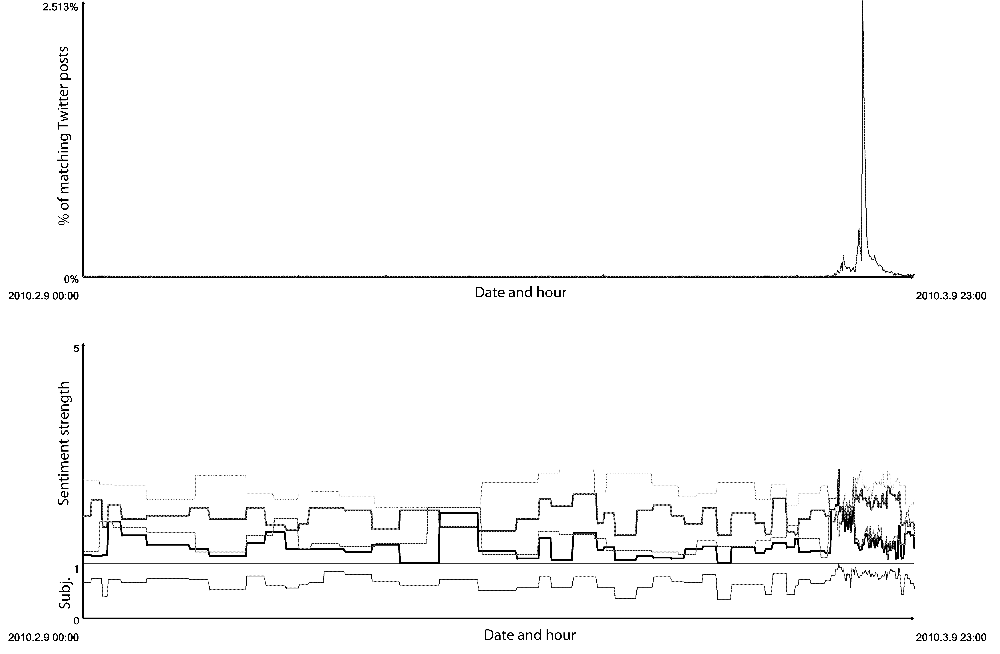 2.513%
% of matching Twitter posts
0%
2010.2.9 00:00
Date and hour
2010.3.9 23:00
5
Sentiment strength
1
Subj.
0
2010.2.9 00:00
Date and hour
2010.3.9 23:00